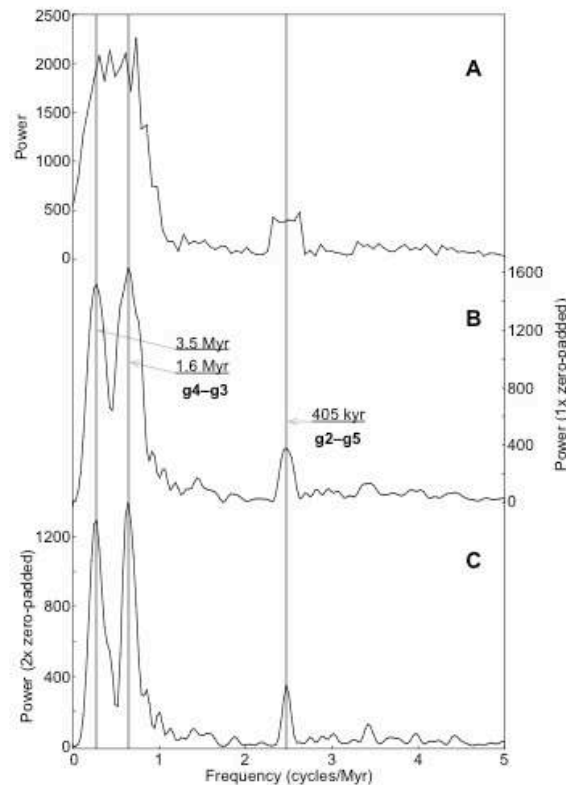 2500
2000
1500
1000
500
0
Power
A
1600
1200
800
400
0
Power (1x zero-padded)
B
3.5 Myr
1.6 Myr
g4–g3
405 kyr
g2–g5
C
1200
800
400
0
Power (2x zero-padded)
0 1 2 3 4 5
Frequency (cycles/Myr)